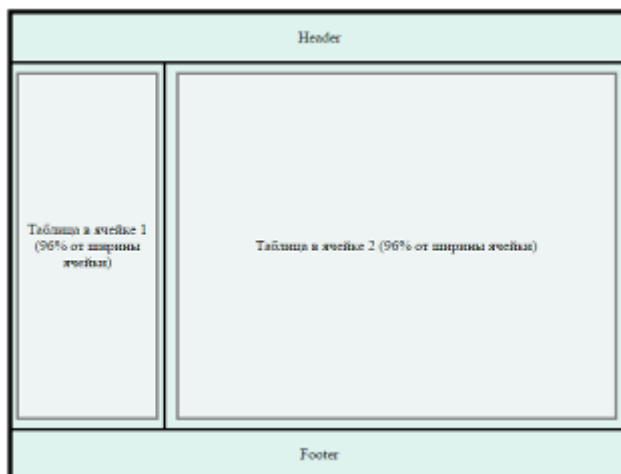 Header
Таблица в ячейке 1
(96% от ширины
ячейки)
Таблица в ячейке 2 (96% от ширины ячейки)
Footer